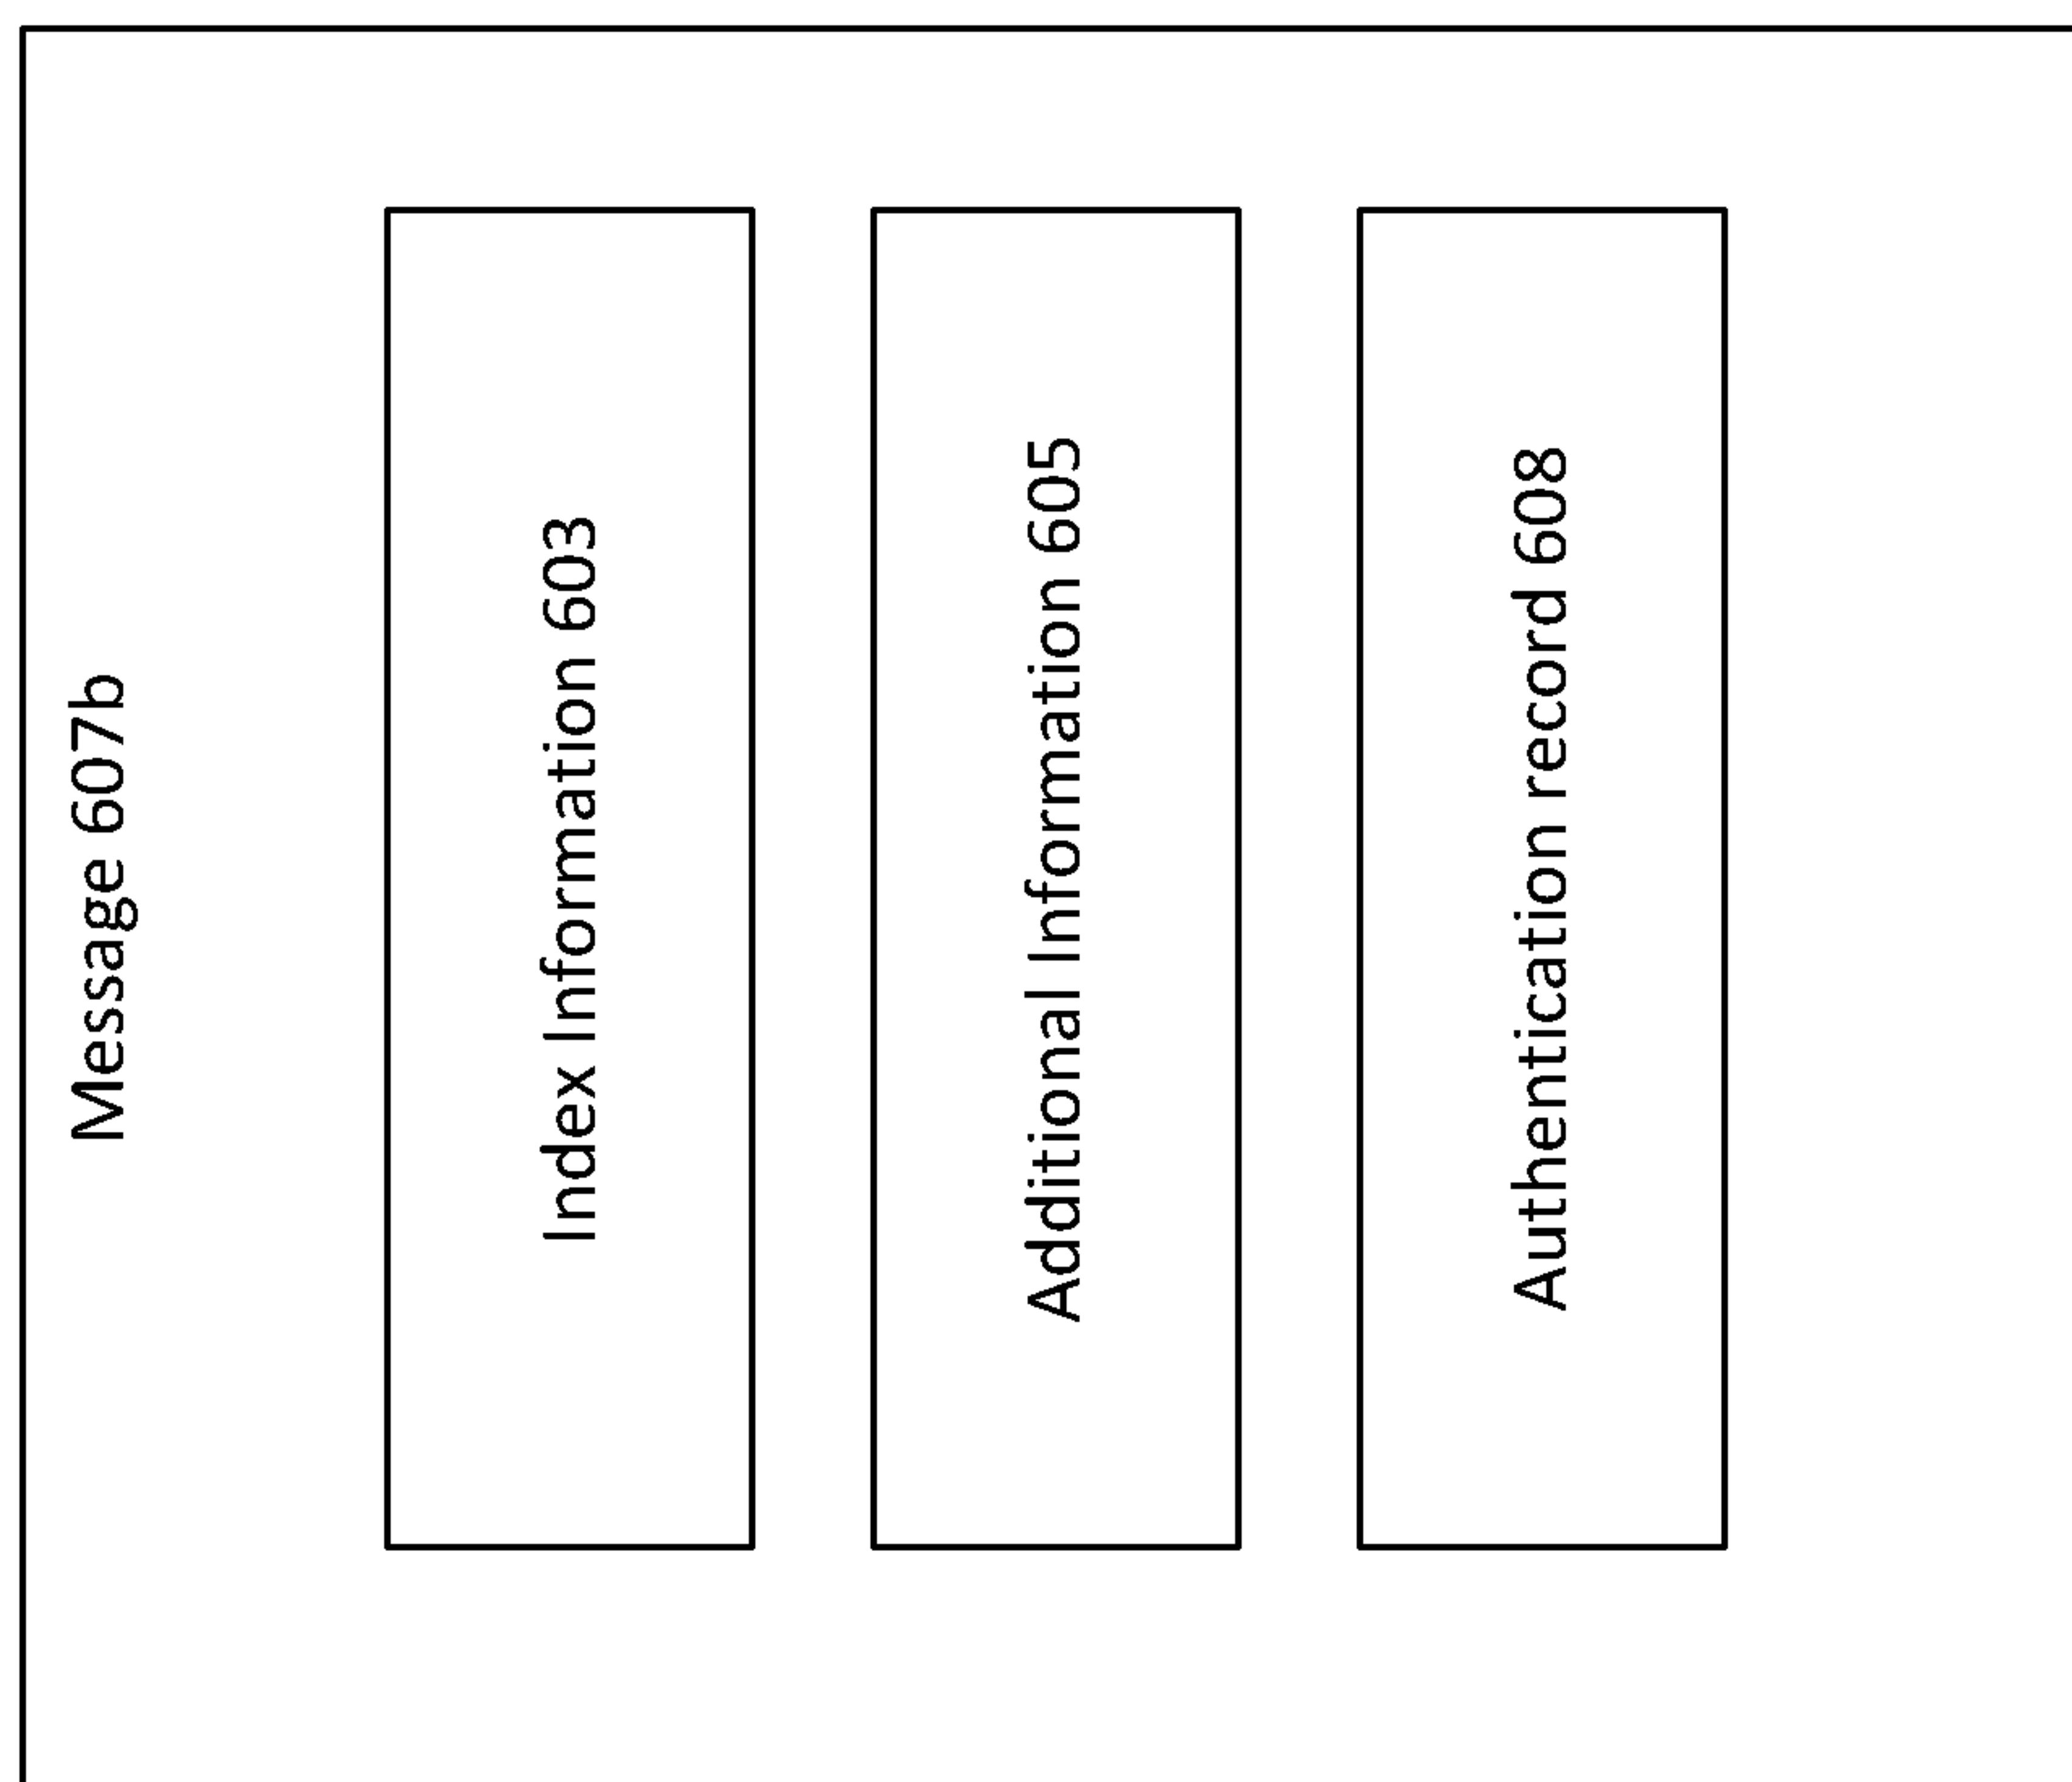 Message 607b
Index Information 603
Additional Information 605
Authentication record 608